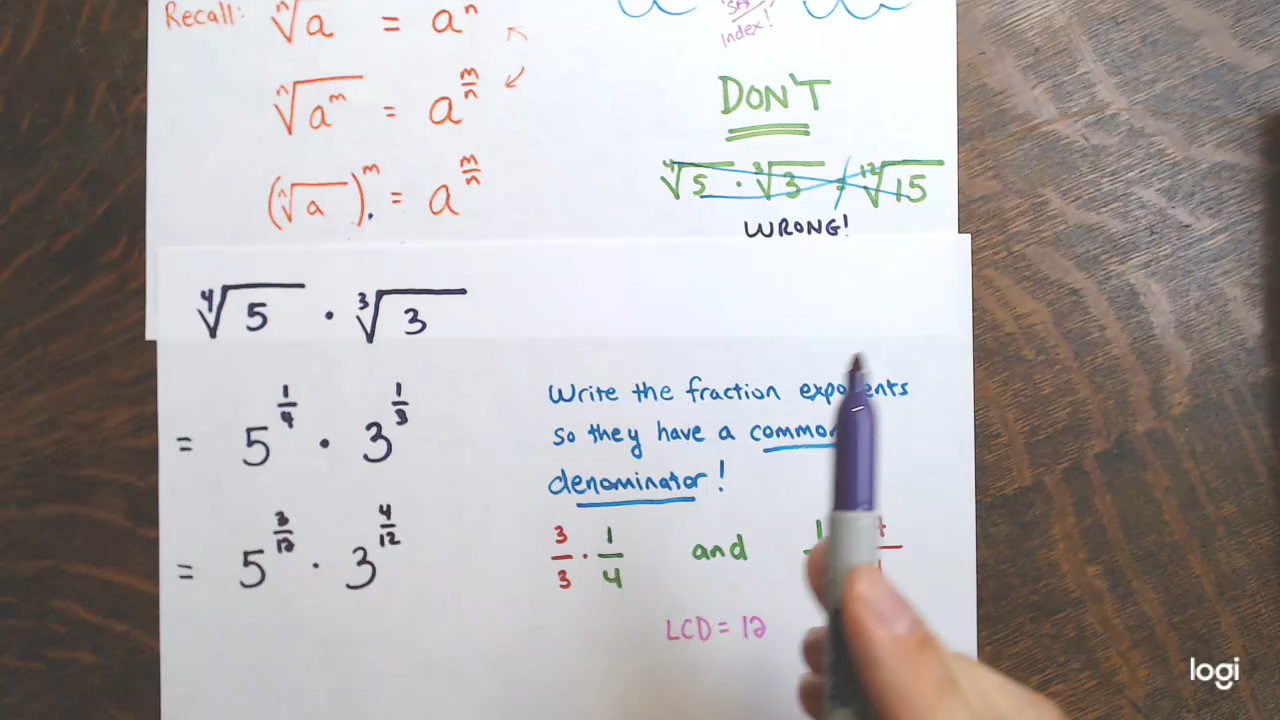 Recall: ⁿ√a = aⁿ
index!
ⁿ√aᵐ = a^(m/n)
(ⁿ√a)ᵐ = a^(m/n)
DON'T
⁴√5 · ³√3 = ¹²√15
WRONG!
⁴√5 · ³√3
= 5^(1/4) · 3^(1/3)
Write the fraction exponents
so they have a common
denominator!
= 5^(3/12) · 3^(4/12)
3/3 · 1/4 and
LCD = 12
logi